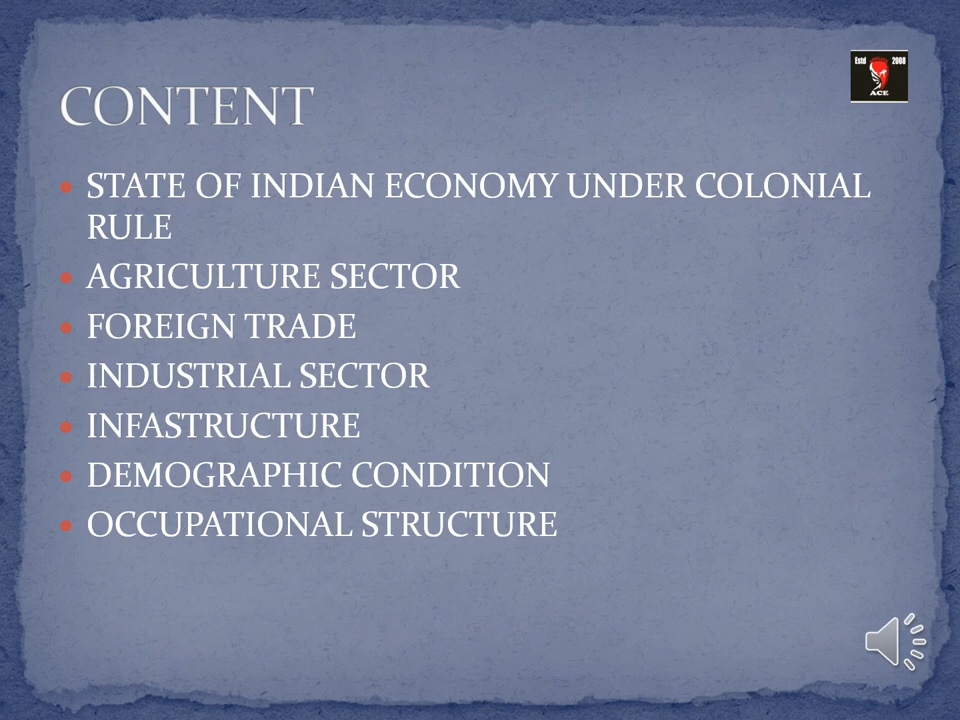 Estd 2008
ACE
CONTENT
STATE OF INDIAN ECONOMY UNDER COLONIAL
RULE
AGRICULTURE SECTOR
FOREIGN TRADE
INDUSTRIAL SECTOR
INFASTRUCTURE
DEMOGRAPHIC CONDITION
OCCUPATIONAL STRUCTURE